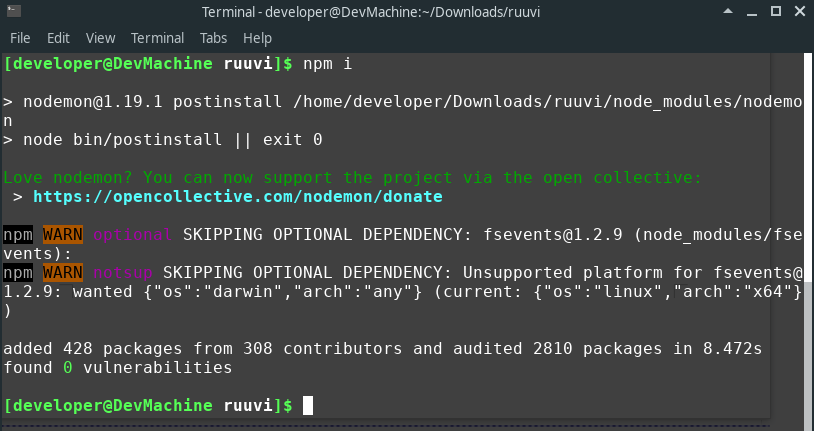 Terminal - developer@DevMachine:~/Downloads/ruuvi
File Edit View Terminal Tabs Help
[developer@DevMachine ruuvi]$ npm i
> nodemon@1.19.1 postinstall /home/developer/Downloads/ruuvi/node_modules/nodemo
n
> node bin/postinstall || exit 0
Love nodemon? You can now support the project via the open collective:
> https://opencollective.com/nodemon/donate
npm WARN optional SKIPPING OPTIONAL DEPENDENCY: fsevents@1.2.9 (node_modules/fse
vents):
npm WARN notsup SKIPPING OPTIONAL DEPENDENCY: Unsupported platform for fsevents@
1.2.9: wanted {"os":"darwin","arch":"any"} (current: {"os":"linux","arch":"x64"}
)
added 428 packages from 308 contributors and audited 2810 packages in 8.472s
found 0 vulnerabilities
[developer@DevMachine ruuvi]$